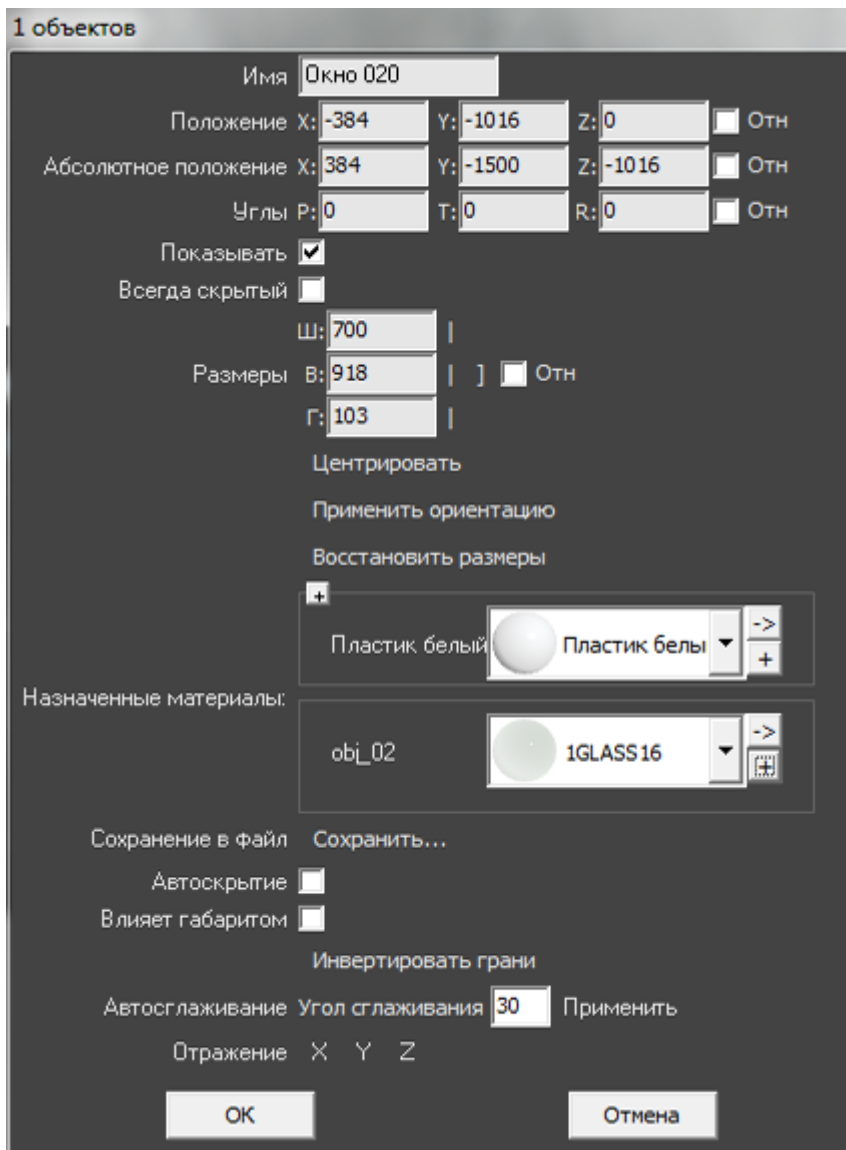 1 объектов
Имя Окно 020
Положение X: -384 Y: -1016 Z: 0 Отн
Абсолютное положение X: 384 Y: -1500 Z: -1016 Отн
Углы P: 0 T: 0 R: 0 Отн
Показывать
Всегда скрытый
Ш: 700 |
Размеры В: 918 | ] Отн
Г: 103 |
Центрировать
Применить ориентацию
Восстановить размеры
+
Пластик белый Пластик белы ->
+
Назначенные материалы:
obj_02 1GLASS16 ->
+
Сохранение в файл Сохранить...
Автоскрытие
Влияет габаритом
Инвертировать грани
Автосглаживание Угол сглаживания 30 Применить
Отражение X Y Z
OK Отмена